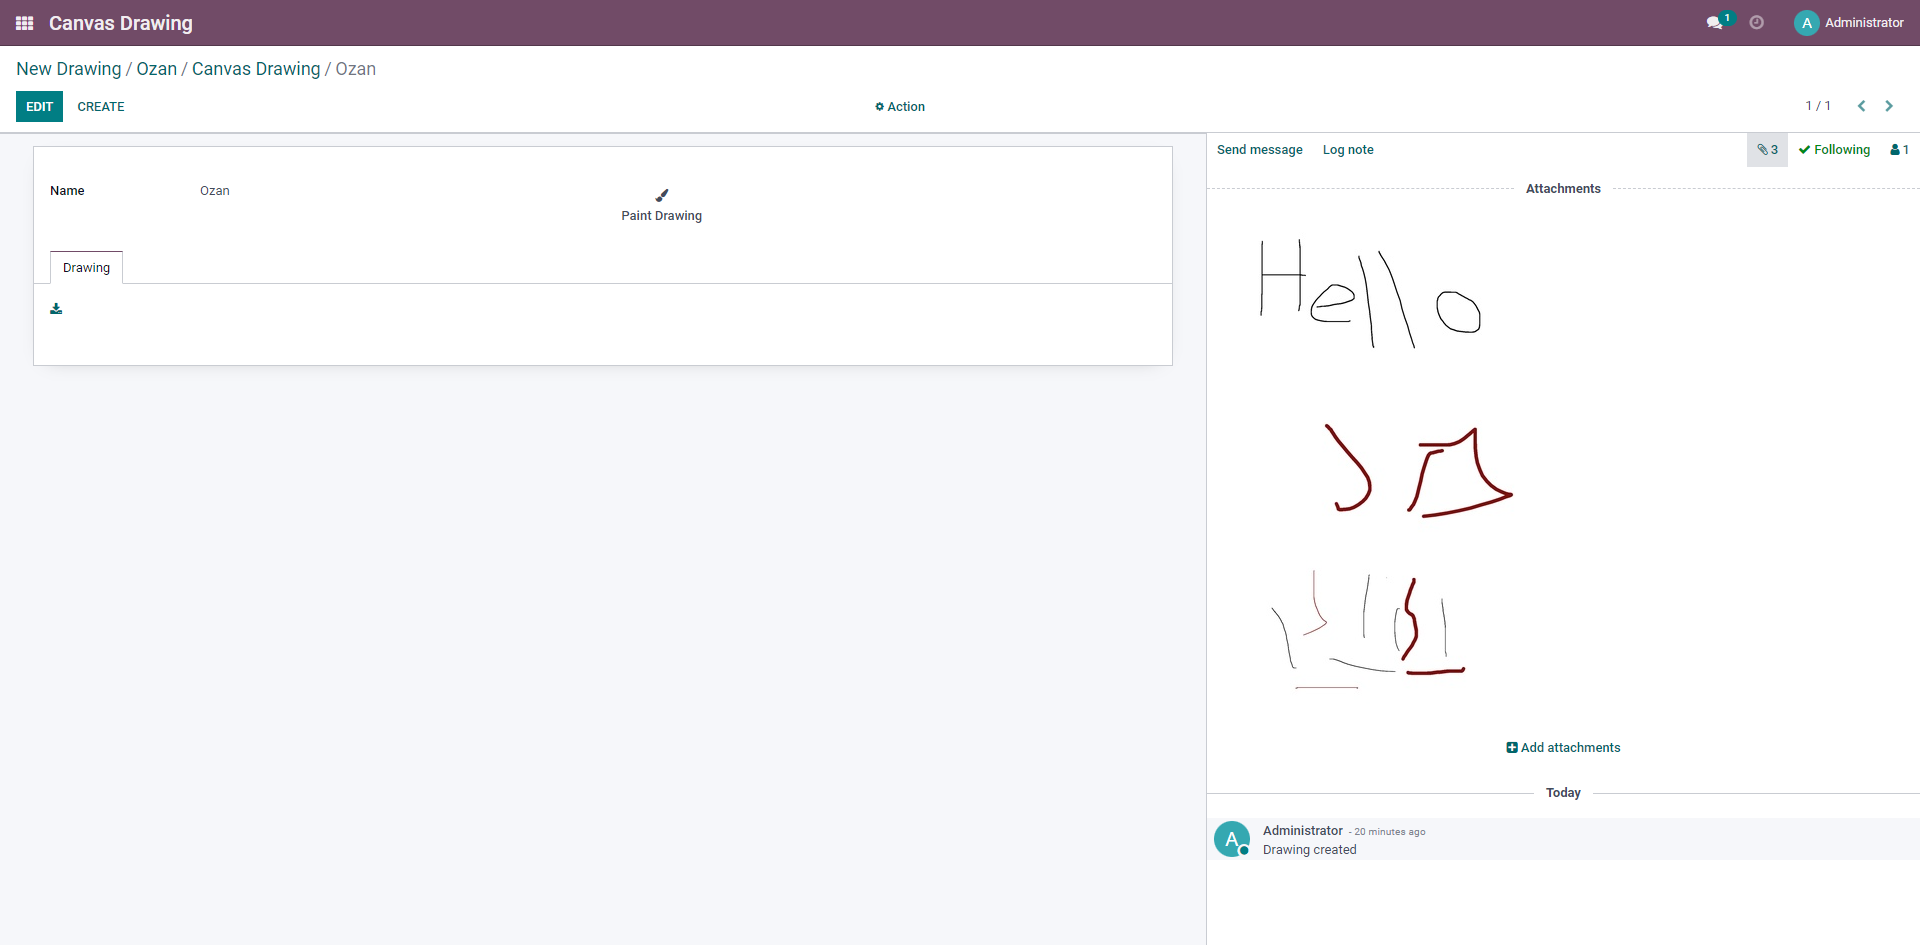 Canvas Drawing 1 A Administrator
New Drawing / Ozan / Canvas Drawing / Ozan
EDIT CREATE Action 1 / 1
Send message Log note 3 Following 1
Attachments
Name Ozan
Paint Drawing
Drawing
Hello
Add attachments
Today
A Administrator - 20 minutes ago
Drawing created